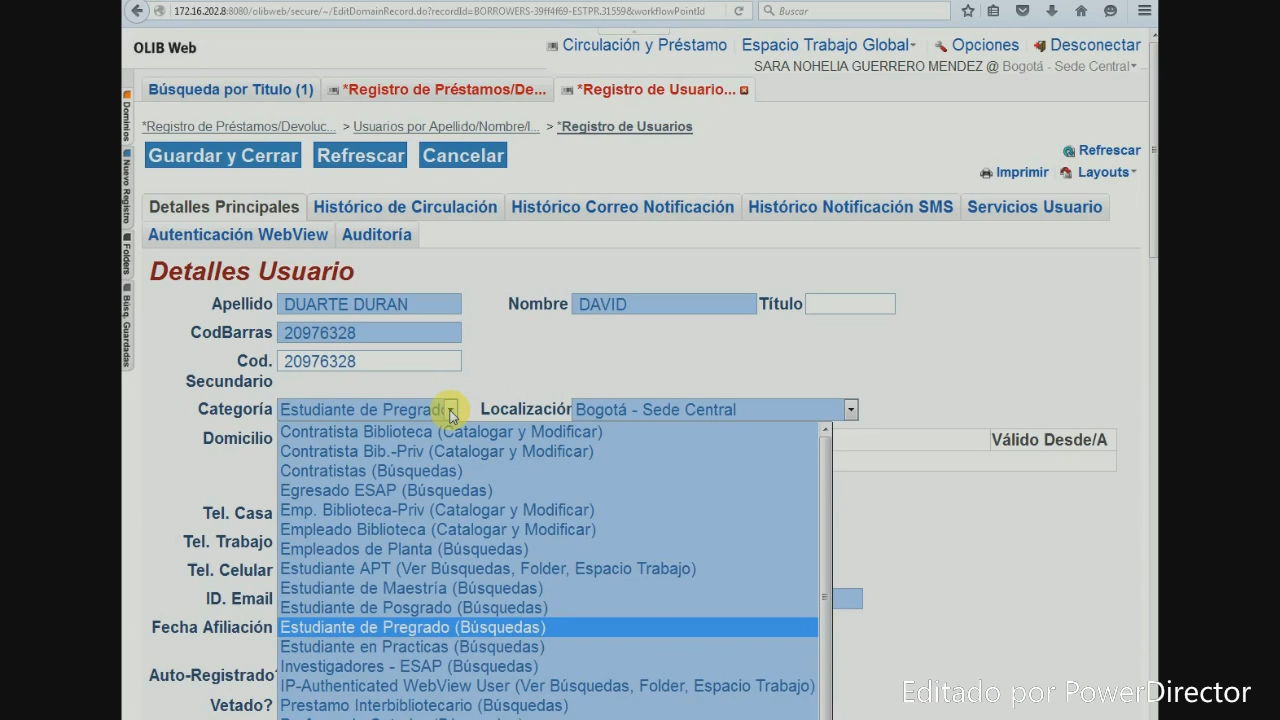 172.16.202.8:8080/olibweb/secure/~/EditDomainRecord.do?recordId=BORROWERS-39ff4f69-ESTPR.31559&workflowPointId
Buscar
OLIB Web
Circulación y Préstamo
Espacio Trabajo Global
Opciones
Desconectar
SARA NOHELIA GUERRERO MENDEZ @ Bogotá - Sede Central
Búsqueda por Titulo (1)
*Registro de Préstamos/De...
*Registro de Usuario...
*Registro de Préstamos/Devoluc... > Usuarios por Apellido/Nombre/I... > *Registro de Usuarios
Guardar y Cerrar
Refrescar
Cancelar
Refrescar
Imprimir
Layouts
Dominios
Nuevo Registro
Folders
Búsq. Guardadas
Detalles Principales
Histórico de Circulación
Histórico Correo Notificación
Histórico Notificación SMS
Servicios Usuario
Autenticación WebView
Auditoría
Detalles Usuario
Apellido DUARTE DURAN
Nombre DAVID
Título
CodBarras 20976328
Cod. 20976328
Secundario
Categoría Estudiante de Pregrado
Localización Bogotá - Sede Central
Domicilio
Válido Desde/A
Tel. Casa
Tel. Trabajo
Tel. Celular
ID. Email
Fecha Afiliación
Auto-Registrado?
Vetado?
Contratista Biblioteca (Catalogar y Modificar)
Contratista Bib.-Priv (Catalogar y Modificar)
Contratistas (Búsquedas)
Egresado ESAP (Búsquedas)
Emp. Biblioteca-Priv (Catalogar y Modificar)
Empleado Biblioteca (Catalogar y Modificar)
Empleados de Planta (Búsquedas)
Estudiante APT (Ver Búsquedas, Folder, Espacio Trabajo)
Estudiante de Maestría (Búsquedas)
Estudiante de Posgrado (Búsquedas)
Estudiante de Pregrado (Búsquedas)
Estudiante en Practicas (Búsquedas)
Investigadores - ESAP (Búsquedas)
IP-Authenticated WebView User (Ver Búsquedas, Folder, Espacio Trabajo)
Prestamo Interbibliotecario (Búsquedas)
Editado por PowerDirector